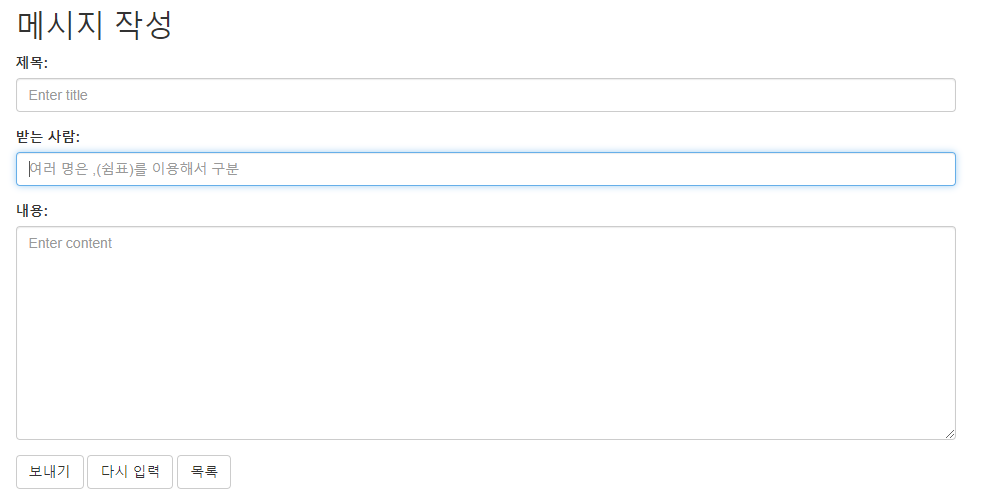 메시지 작성
제목:
Enter title
받는 사람:
여러 명은 ,(쉼표)를 이용해서 구분
내용:
Enter content
보내기 다시 입력 목록